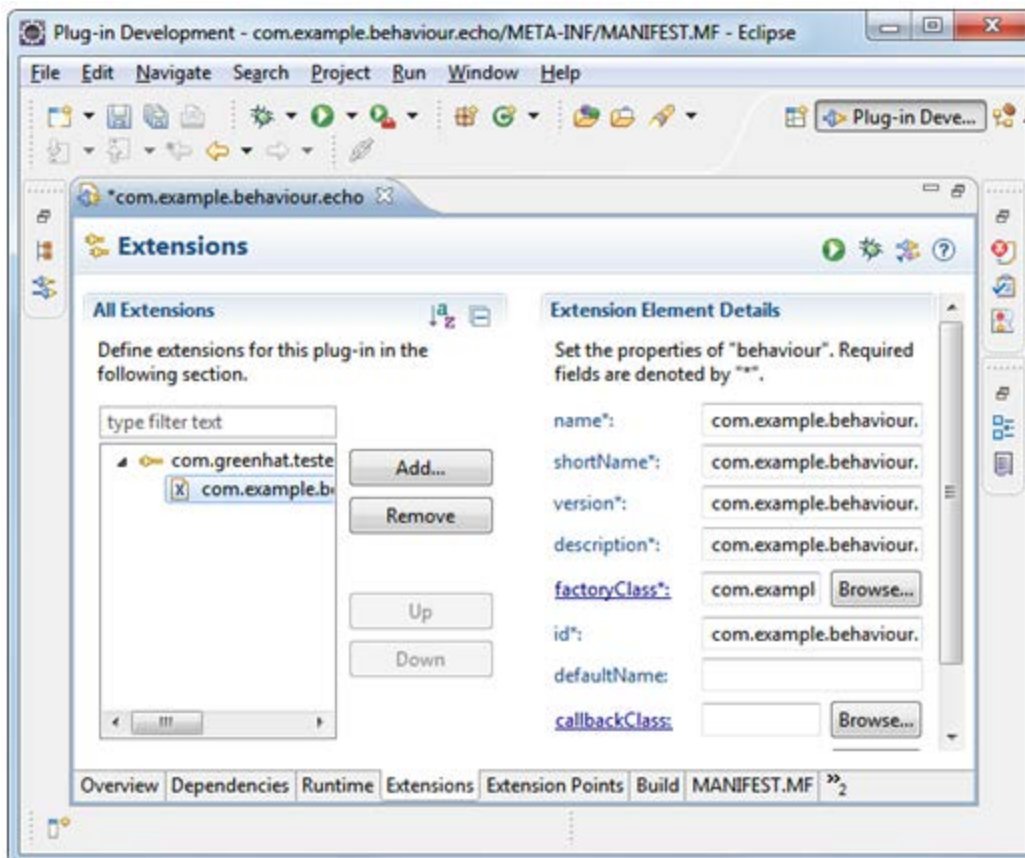 Plug-in Development - com.example.behaviour.echo/META-INF/MANIFEST.MF - Eclipse
File Edit Navigate Search Project Run Window Help
Plug-in Deve...
*com.example.behaviour.echo
Extensions
All Extensions
Define extensions for this plug-in in the
following section.
type filter text
com.greenhat.teste
com.example.b
Add...
Remove
Up
Down
Extension Element Details
Set the properties of "behaviour". Required
fields are denoted by "*".
name*: com.example.behaviour.
shortName*: com.example.behaviour.
version*: com.example.behaviour.
description*: com.example.behaviour.
factoryClass*: com.exampl Browse...
id*: com.example.behaviour.
defaultName:
callbackClass: Browse...
Overview Dependencies Runtime Extensions Extension Points Build MANIFEST.MF »2